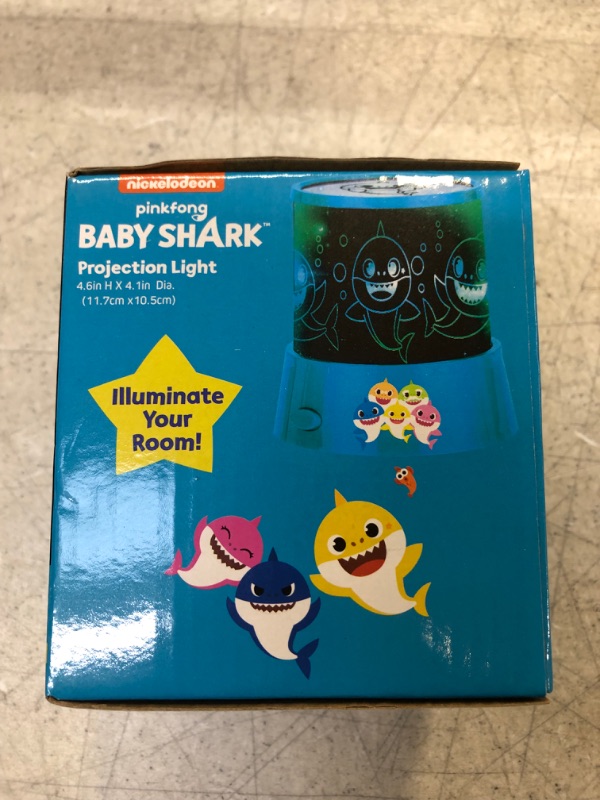 nickelodeon
pinkfong
BABY SHARK™
Projection Light
4.6in H X 4.1in Dia.
(11.7cm x10.5cm)
Illuminate
Your
Room!